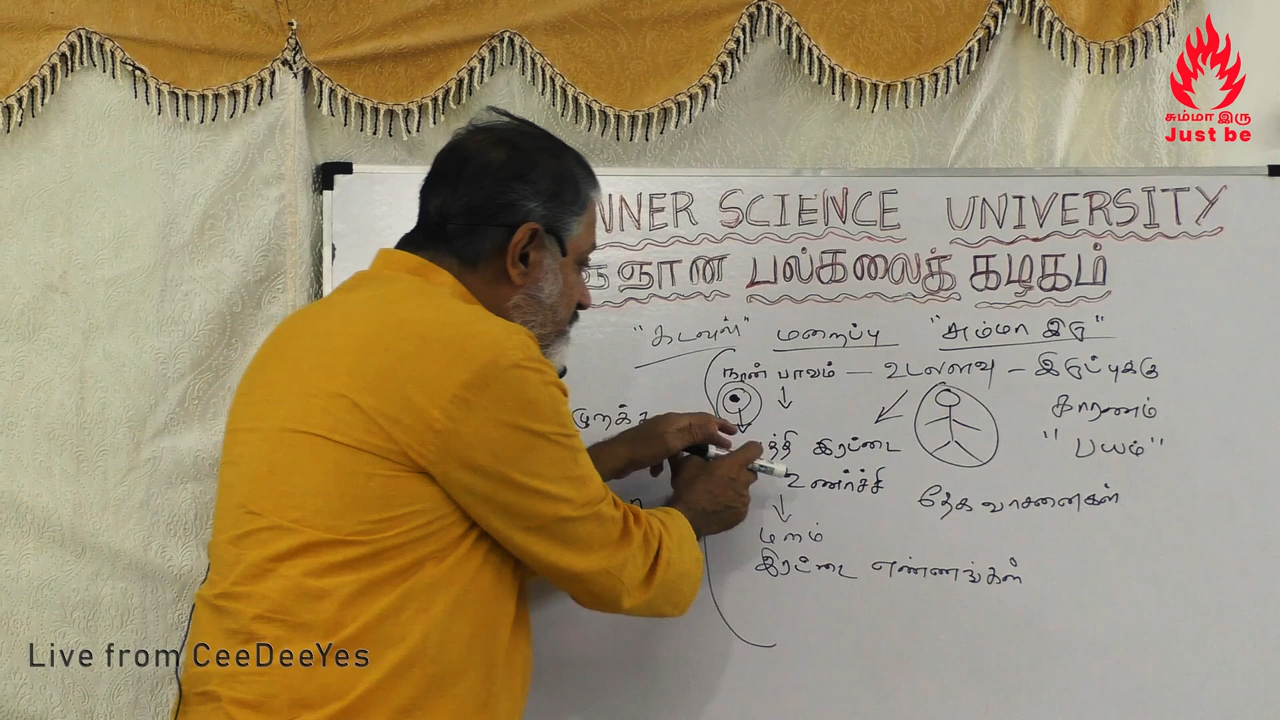 சும்மா இரு
Just be
NNER SCIENCE UNIVERSITY
ஞ்ஞான பல்கலைக் கழகம்
"கடவுள்" மறைப்பு "சும்மா இரு"
நான் பாவம் — உடலளவு — இருப்புக்கு
காரணம்
"பயம்"
த்தி இரட்டை
உணர்ச்சி
தேக வாசனைகள்
மனம்
இரட்டை எண்ணங்கள்
Live from CeeDeeYes